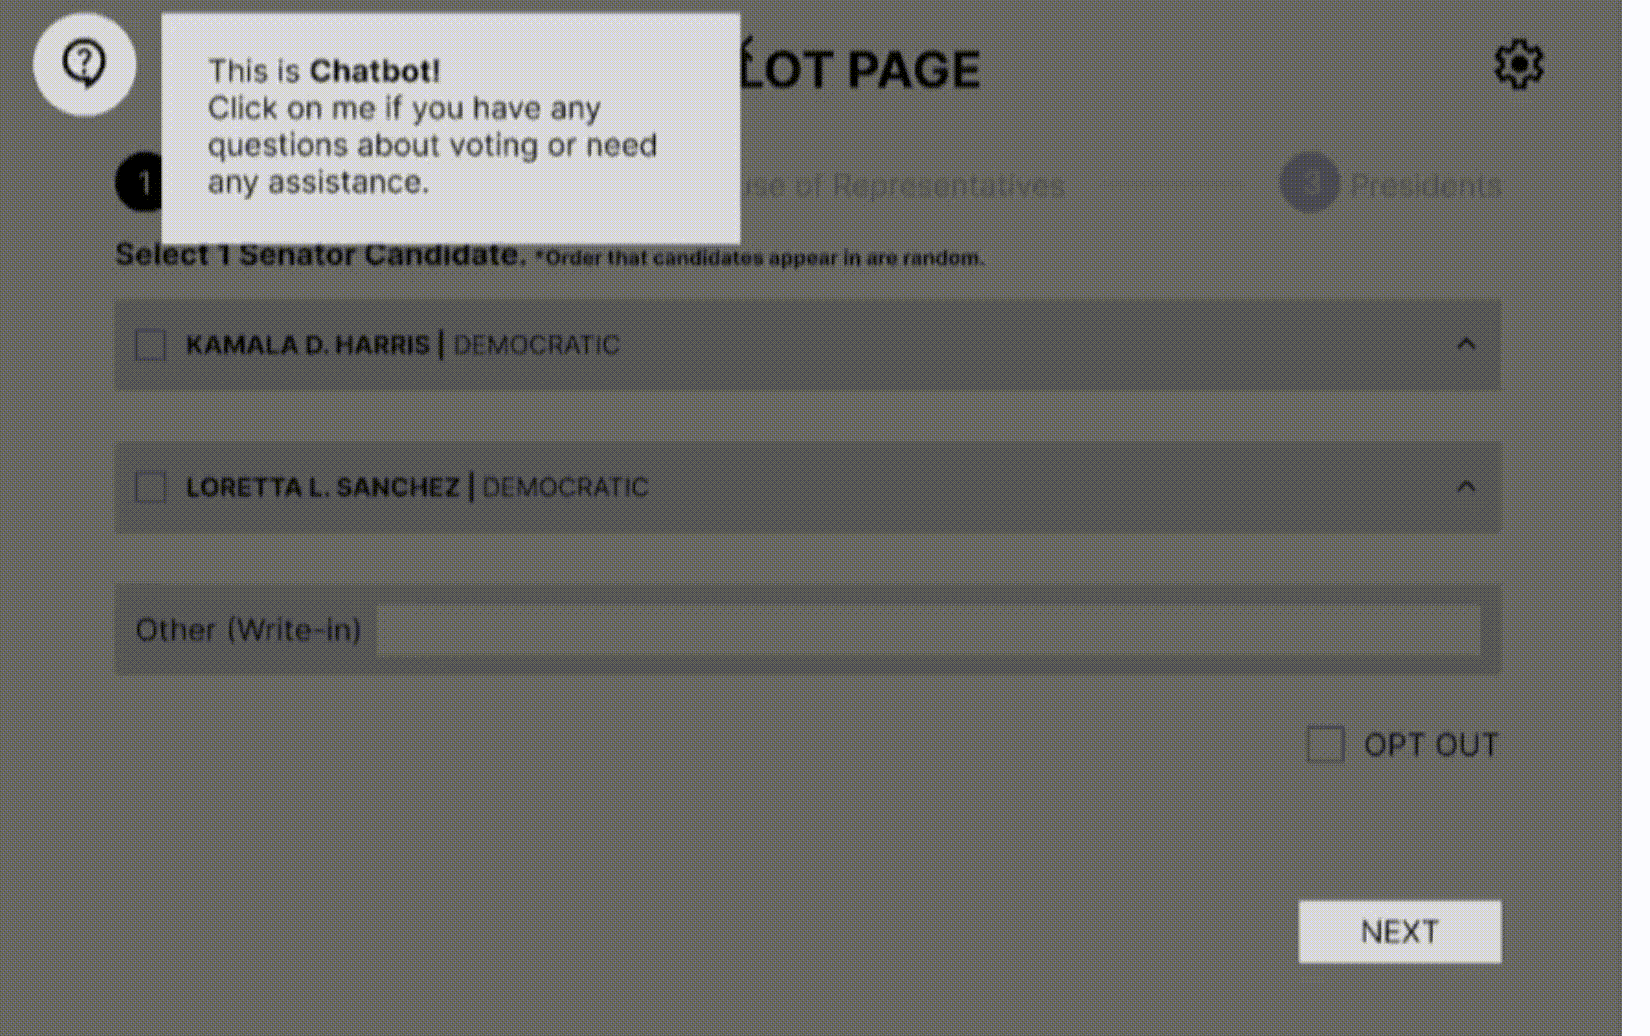 This is Chatbot!
Click on me if you have any
questions about voting or need
any assistance.
LOT PAGE
1
use of Representatives
3 Presidents
Select 1 Senator Candidate. *Order that candidates appear in are random.
KAMALA D. HARRIS | DEMOCRATIC
LORETTA L. SANCHEZ | DEMOCRATIC
Other (Write-in)
OPT OUT
NEXT